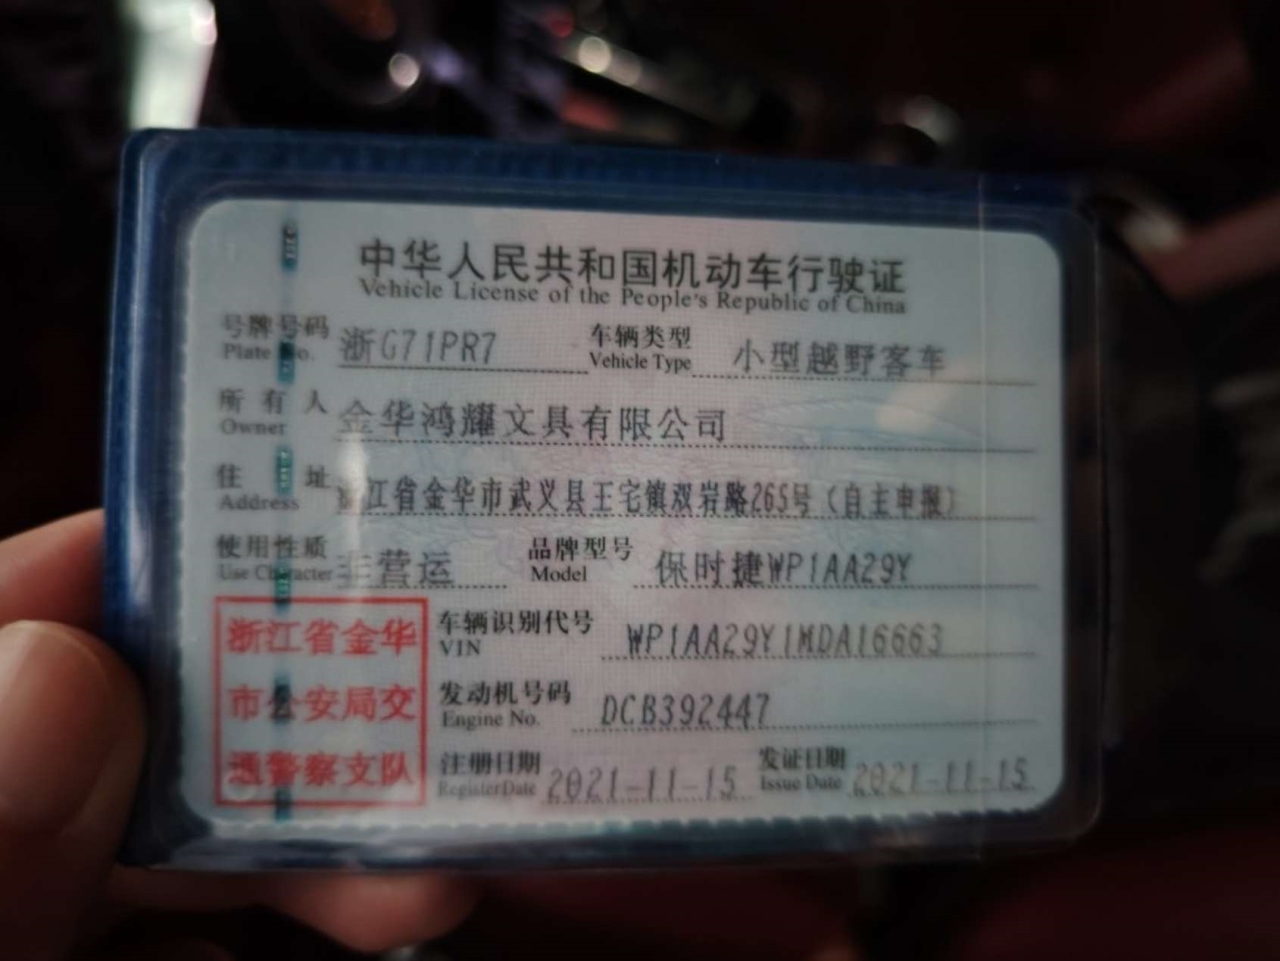 中华人民共和国机动车行驶证
Vehicle License of the People's Republic of China
号牌号码 浙G71PR7 车辆类型 小型越野客车
Plate No. Vehicle Type
所有人 金华鸿耀文具有限公司
Owner
住址 浙江省金华市武义县王宅镇双岩路265号(自主申报)
Address
使用性质 非营运 品牌型号 保时捷WP1AA29Y
Use Character Model
车辆识别代号 WP1AA29Y1MDA16663
VIN
发动机号码 DCB392447
Engine No.
注册日期 2021-11-15 发证日期 2021-11-15
Register Date Issue Date
浙江省金华
市公安局交
通警察支队